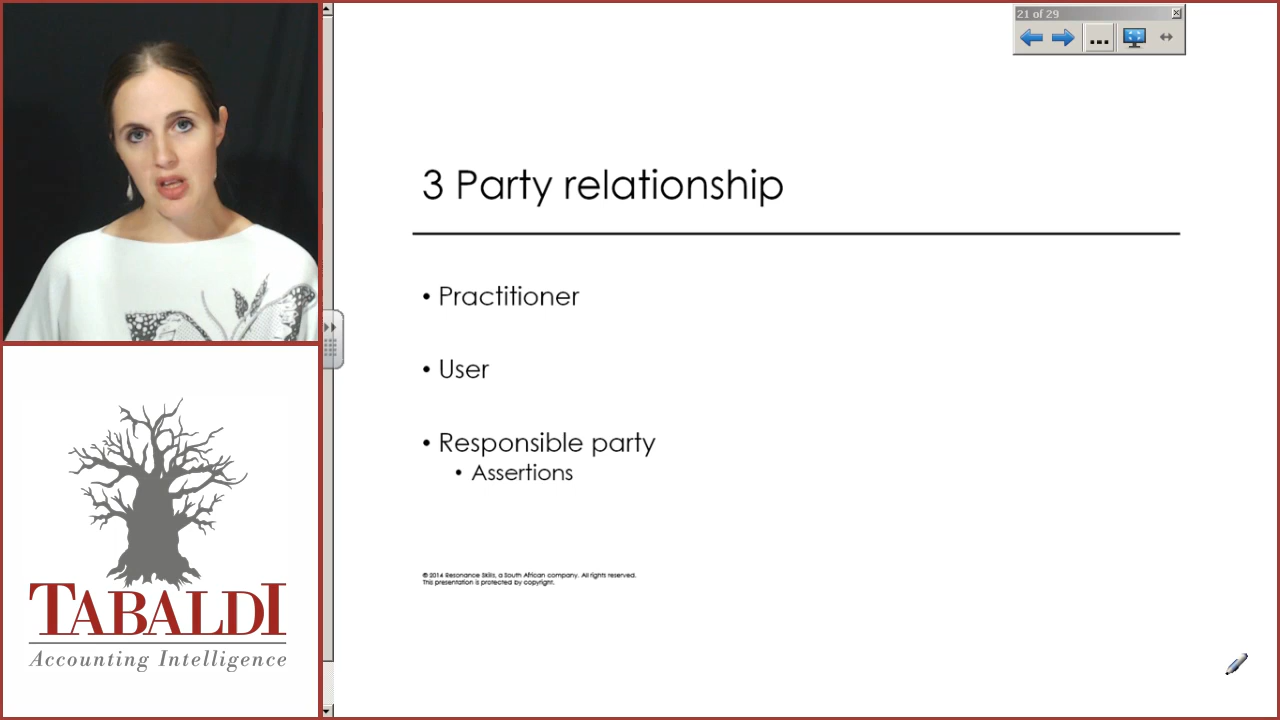 21 of 29
3 Party relationship
• Practitioner
• User
• Responsible party
• Assertions
© 2014 Resonance Skills, a South African company. All rights reserved.
This presentation is protected by copyright.
TABALDI
Accounting Intelligence